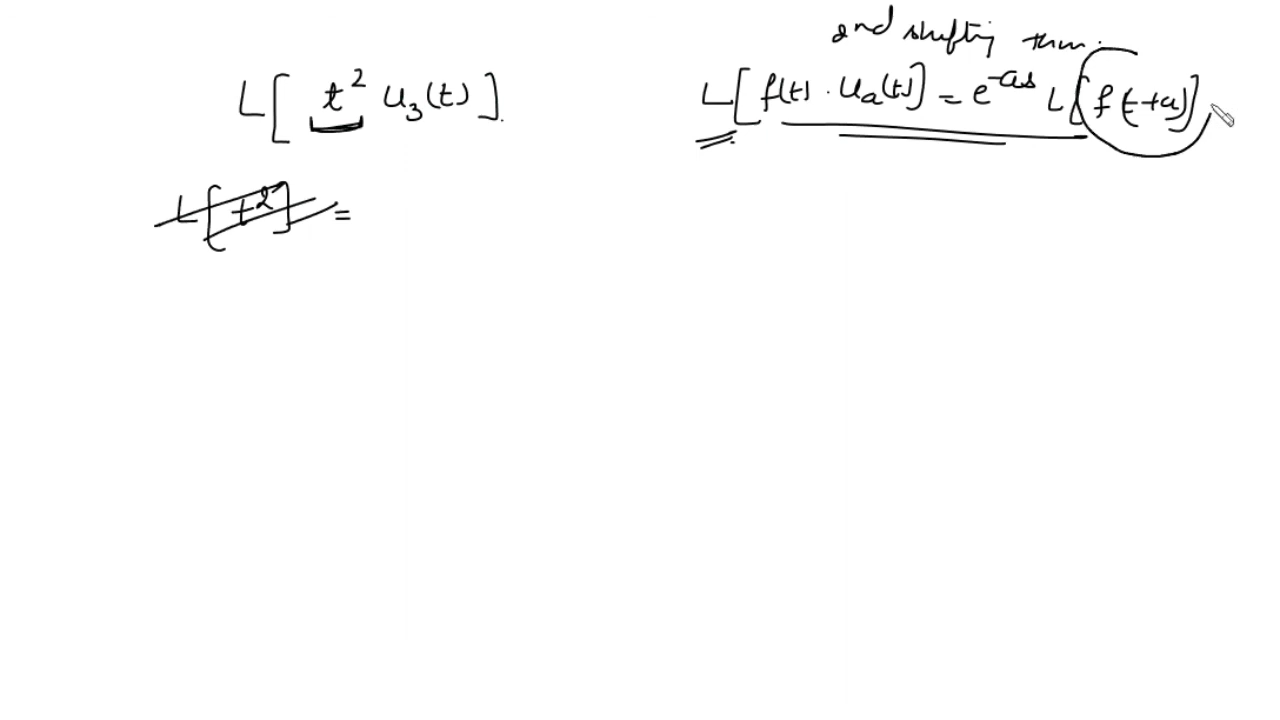 2nd shifting thm.
L[t² u₃(t)].
L[f(t) · uₐ(t)] = e^{-as} L[f(t+a)]
L[t²] =